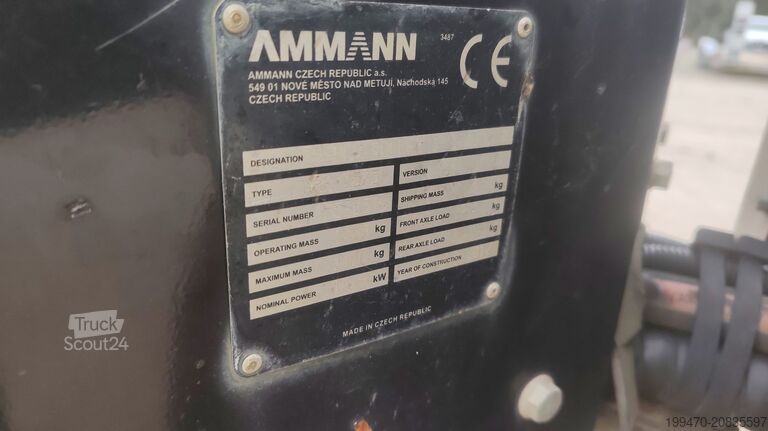 AMMANN
3487
CE
AMMANN CZECH REPUBLIC a.s.
549 01 NOVÉ MĚSTO NAD METUJÍ, Náchodská 145
CZECH REPUBLIC
DESIGNATION
TYPE
VERSION
SERIAL NUMBER
SHIPPING MASS kg
OPERATING MASS kg
FRONT AXLE LOAD kg
MAXIMUM MASS kg
REAR AXLE LOAD kg
NOMINAL POWER kW
YEAR OF CONSTRUCTION
MADE IN CZECH REPUBLIC
Truck
Scout24
199470-20835597